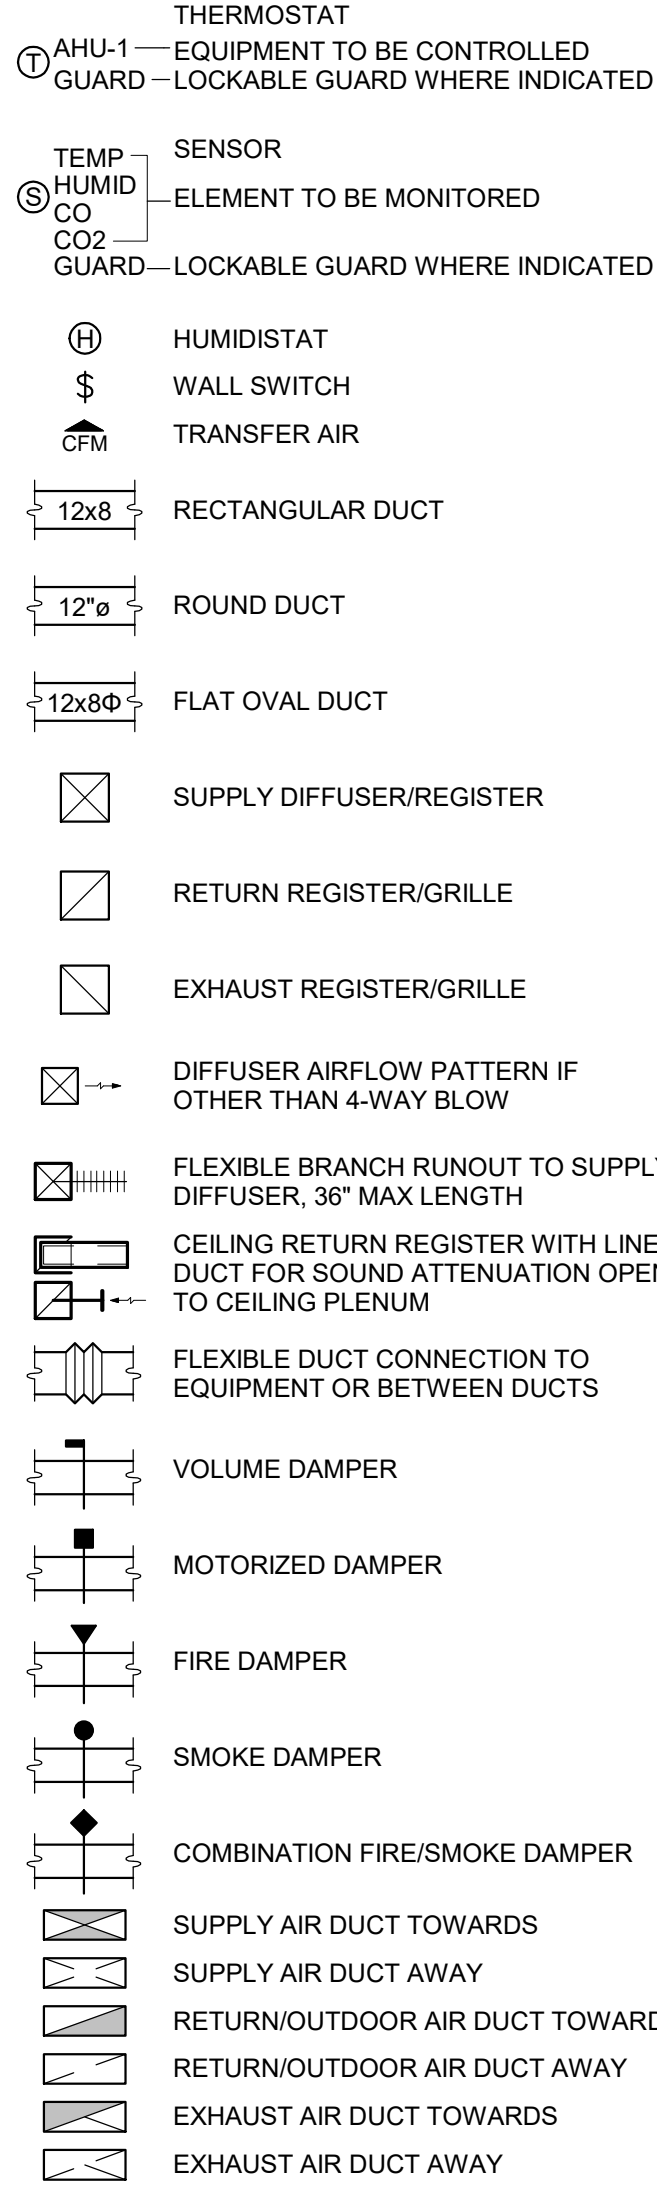 THERMOSTAT
Ⓣ AHU-1 EQUIPMENT TO BE CONTROLLED
GUARD LOCKABLE GUARD WHERE INDICATED
TEMP SENSOR
Ⓢ HUMID ELEMENT TO BE MONITORED
CO
CO2
GUARD LOCKABLE GUARD WHERE INDICATED
Ⓗ HUMIDISTAT
$ WALL SWITCH
CFM TRANSFER AIR
12x8 RECTANGULAR DUCT
12"ø ROUND DUCT
12x8Φ FLAT OVAL DUCT
SUPPLY DIFFUSER/REGISTER
RETURN REGISTER/GRILLE
EXHAUST REGISTER/GRILLE
DIFFUSER AIRFLOW PATTERN IF
OTHER THAN 4-WAY BLOW
FLEXIBLE BRANCH RUNOUT TO SUPPLY
DIFFUSER, 36" MAX LENGTH
CEILING RETURN REGISTER WITH LINE
DUCT FOR SOUND ATTENUATION OPEN
TO CEILING PLENUM
FLEXIBLE DUCT CONNECTION TO
EQUIPMENT OR BETWEEN DUCTS
VOLUME DAMPER
MOTORIZED DAMPER
FIRE DAMPER
SMOKE DAMPER
COMBINATION FIRE/SMOKE DAMPER
SUPPLY AIR DUCT TOWARDS
SUPPLY AIR DUCT AWAY
RETURN/OUTDOOR AIR DUCT TOWARD
RETURN/OUTDOOR AIR DUCT AWAY
EXHAUST AIR DUCT TOWARDS
EXHAUST AIR DUCT AWAY